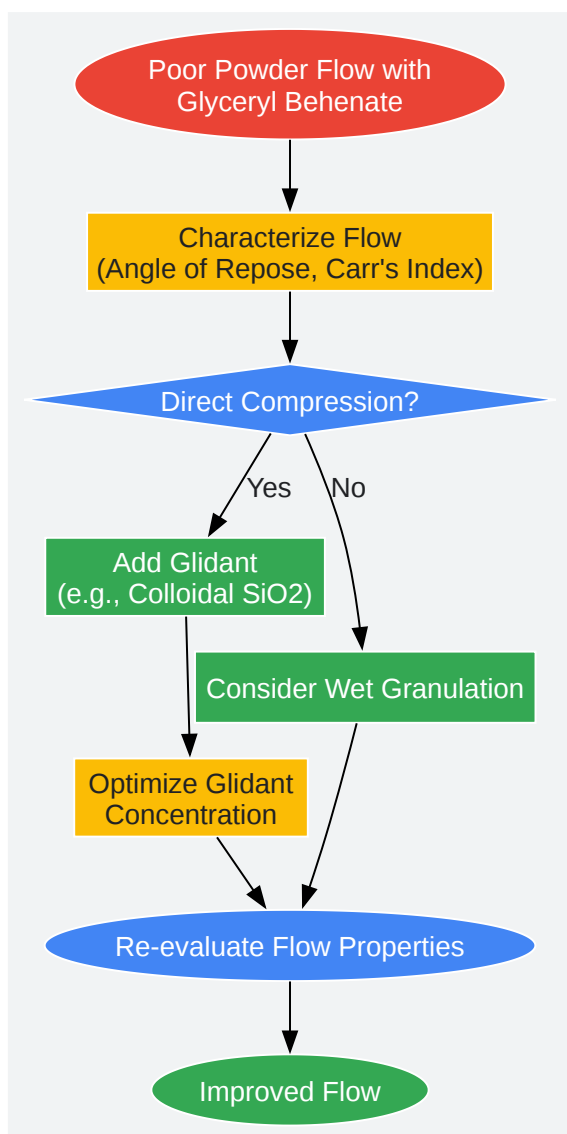 Poor Powder Flow with
Glyceryl Behenate
Characterize Flow
(Angle of Repose, Carr's Index)
Direct Compression?
Yes
No
Add Glidant
(e.g., Colloidal SiO2)
Consider Wet Granulation
Optimize Glidant
Concentration
Re-evaluate Flow Properties
Improved Flow